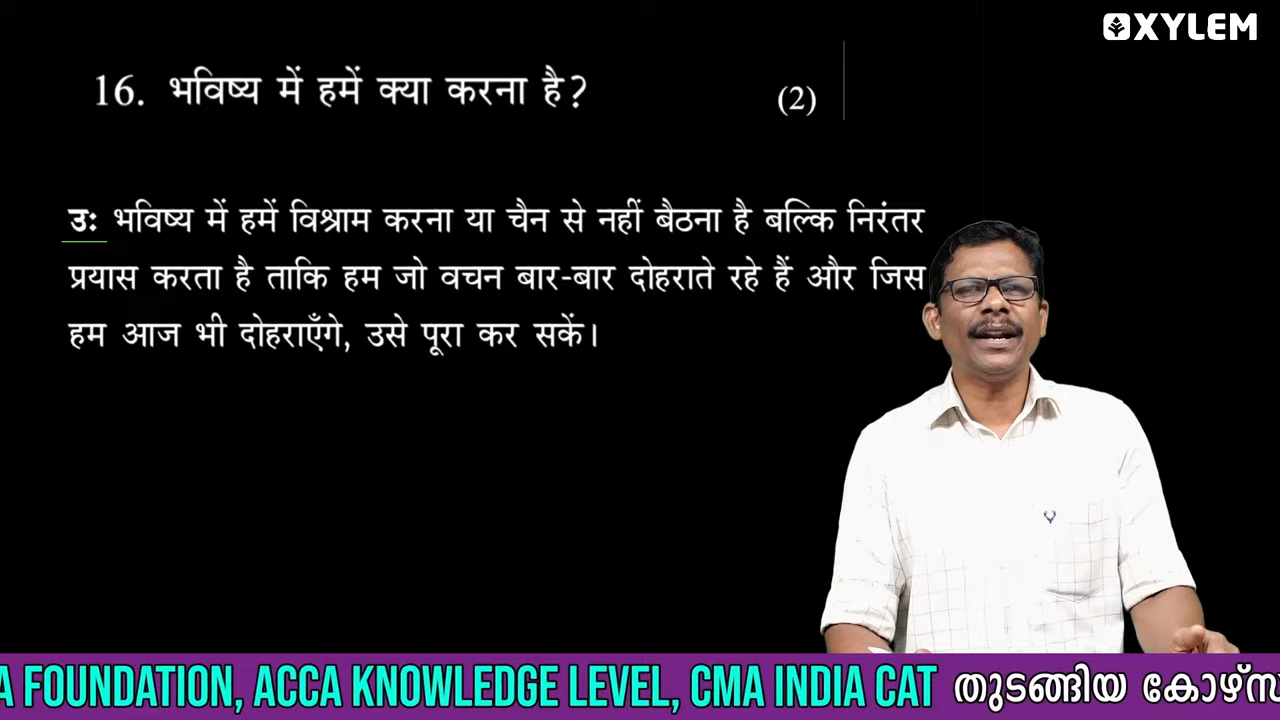 OXYLEM
16. भविष्य में हमें क्या करना है?
(2)
उः भविष्य में हमें विश्राम करना या चैन से नहीं बैठना है बल्कि निरंतर
प्रयास करता है ताकि हम जो वचन बार-बार दोहराते रहे हैं और जिस
हम आज भी दोहराएँगे, उसे पूरा कर सकें।
A FOUNDATION, ACCA KNOWLEDGE LEVEL, CMA INDIA CAT തുടങ്ങിയ